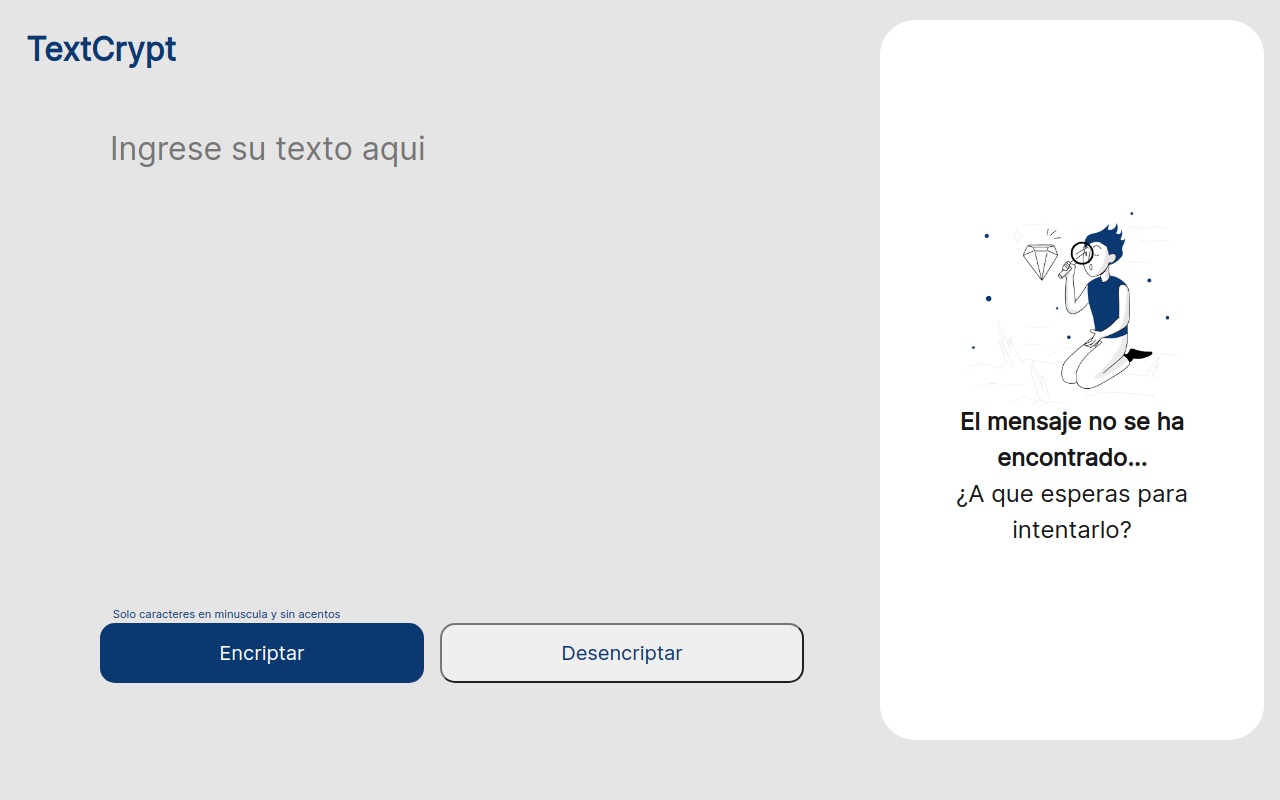 TextCrypt
Ingrese su texto aqui
Solo caracteres en minuscula y sin acentos
Encriptar
Desencriptar
El mensaje no se ha
encontrado...
¿A que esperas para
intentarlo?